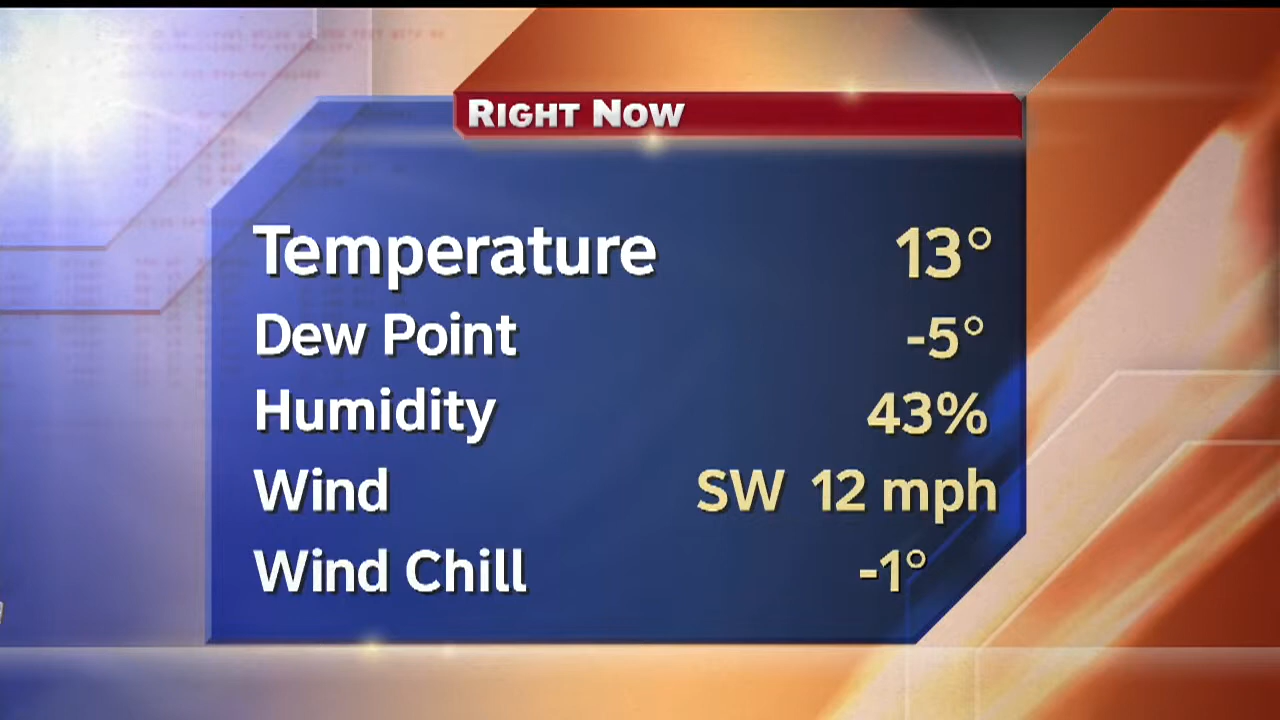 Right Now
Temperature 13°
Dew Point -5°
Humidity 43%
Wind SW 12 mph
Wind Chill -1°